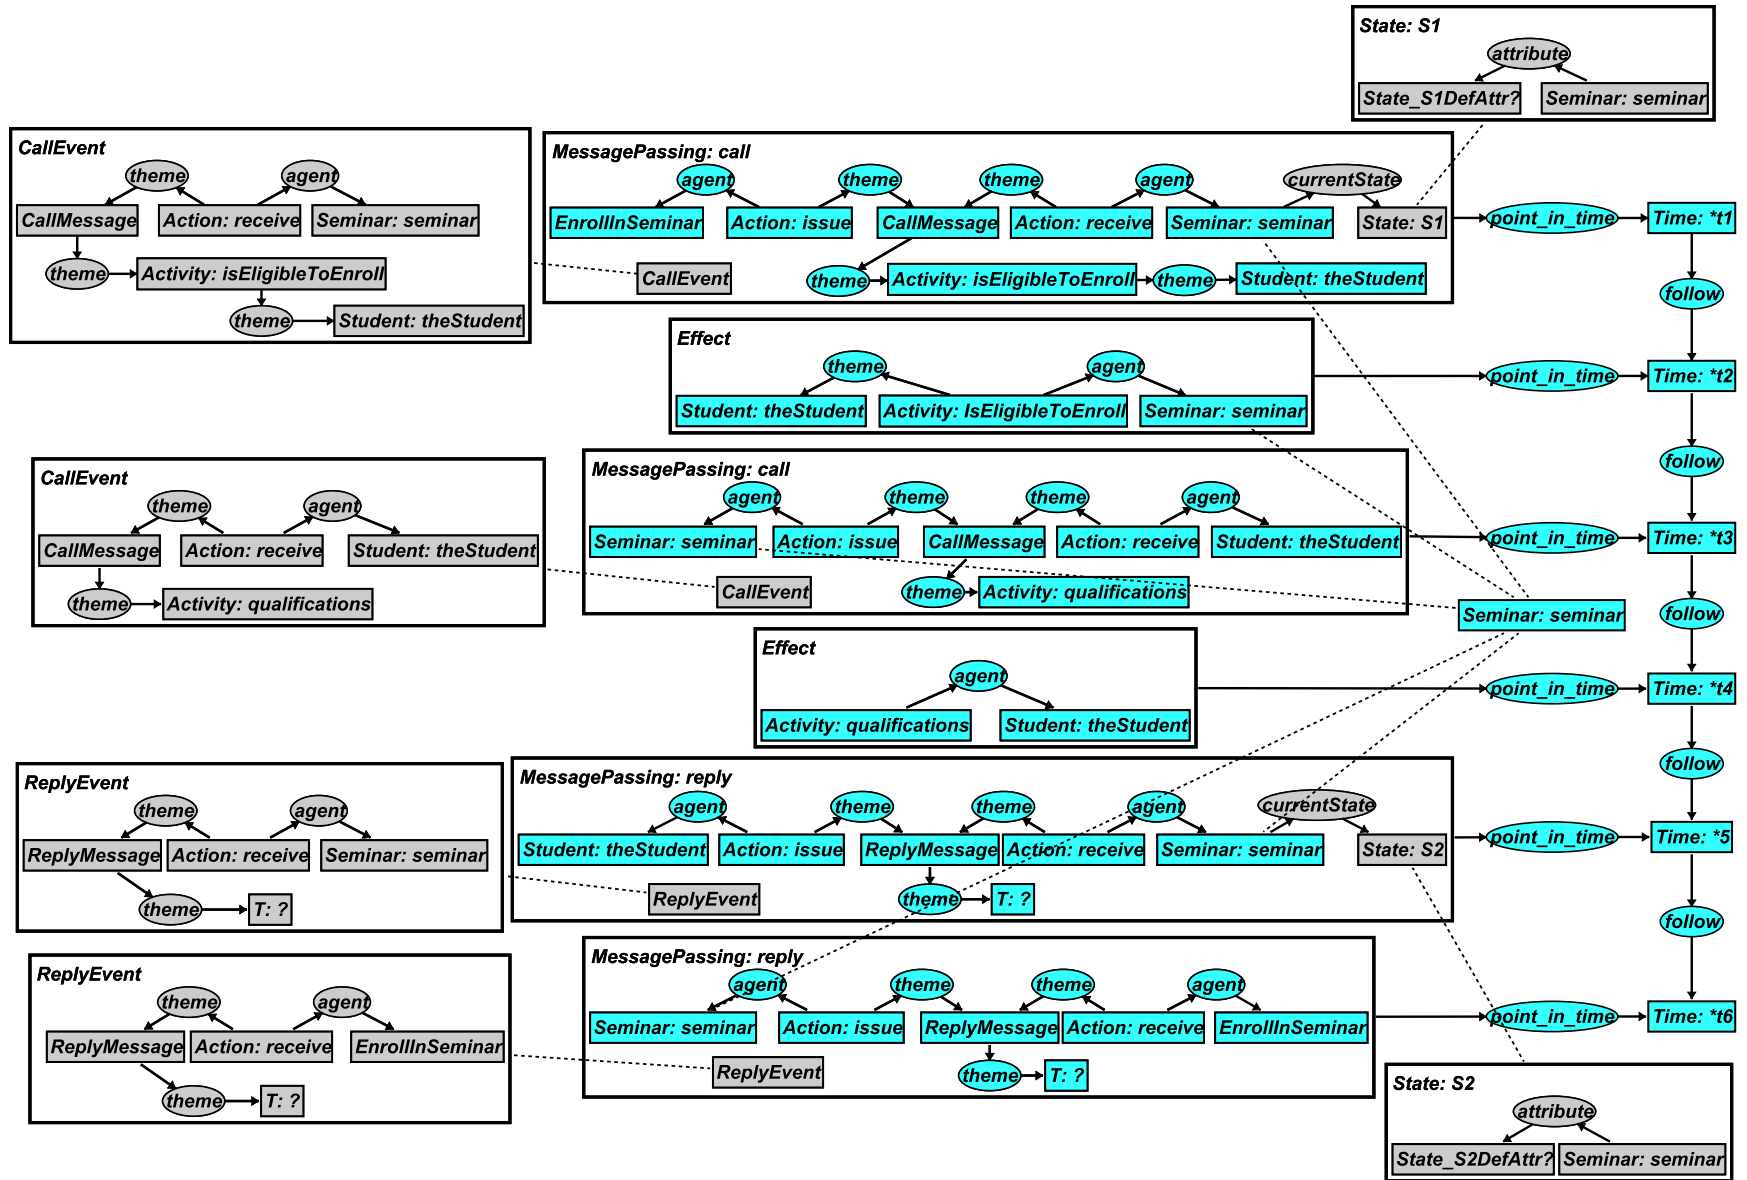 State: S1
attribute
State_S1DefAttr?
Seminar: seminar
CallEvent
theme
agent
CallMessage
Action: receive
Seminar: seminar
theme
Activity: isEligibleToEnroll
theme
Student: theStudent
MessagePassing: call
agent
theme
theme
agent
currentState
EnrollInSeminar
Action: issue
CallMessage
Action: receive
Seminar: seminar
State: S1
CallEvent
theme
Activity: isEligibleToEnroll
theme
Student: theStudent
point_in_time
Time: *t1
follow
Effect
theme
agent
Student: theStudent
Activity: IsEligibleToEnroll
Seminar: seminar
point_in_time
Time: *t2
follow
CallEvent
theme
agent
CallMessage
Action: receive
Student: theStudent
theme
Activity: qualifications
MessagePassing: call
agent
theme
theme
agent
Seminar: seminar
Action: issue
CallMessage
Action: receive
Student: theStudent
CallEvent
theme
Activity: qualifications
point_in_time
Time: *t3
follow
Seminar: seminar
Effect
agent
Activity: qualifications
Student: theStudent
point_in_time
Time: *t4
follow
ReplyEvent
theme
agent
ReplyMessage
Action: receive
Seminar: seminar
theme
T: ?
MessagePassing: reply
agent
theme
theme
agent
currentState
Student: theStudent
Action: issue
ReplyMessage
Action: receive
Seminar: seminar
State: S2
ReplyEvent
theme
T: ?
point_in_time
Time: *5
follow
ReplyEvent
theme
agent
ReplyMessage
Action: receive
EnrollInSeminar
theme
T: ?
MessagePassing: reply
agent
theme
theme
agent
Seminar: seminar
Action: issue
ReplyMessage
Action: receive
EnrollInSeminar
ReplyEvent
theme
T: ?
point_in_time
Time: *t6
State: S2
attribute
State_S2DefAttr?
Seminar: seminar